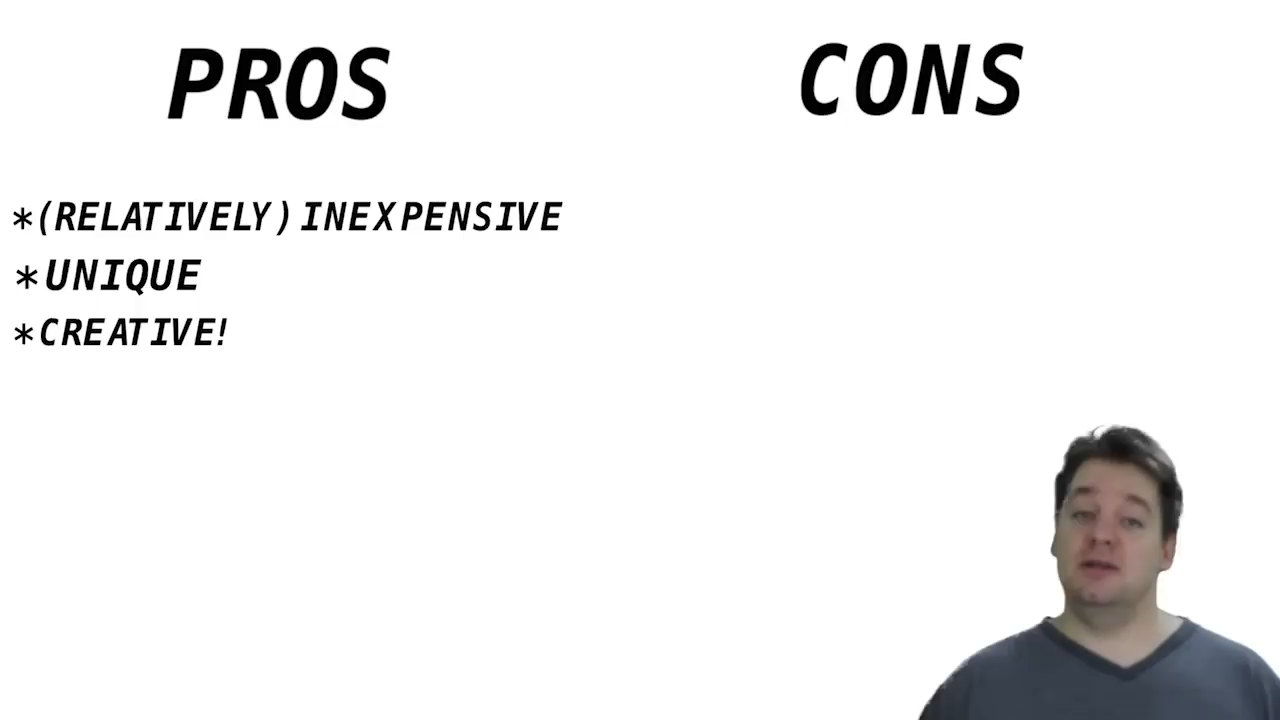 PROS
CONS
*(RELATIVELY) INEXPENSIVE
*UNIQUE
*CREATIVE!